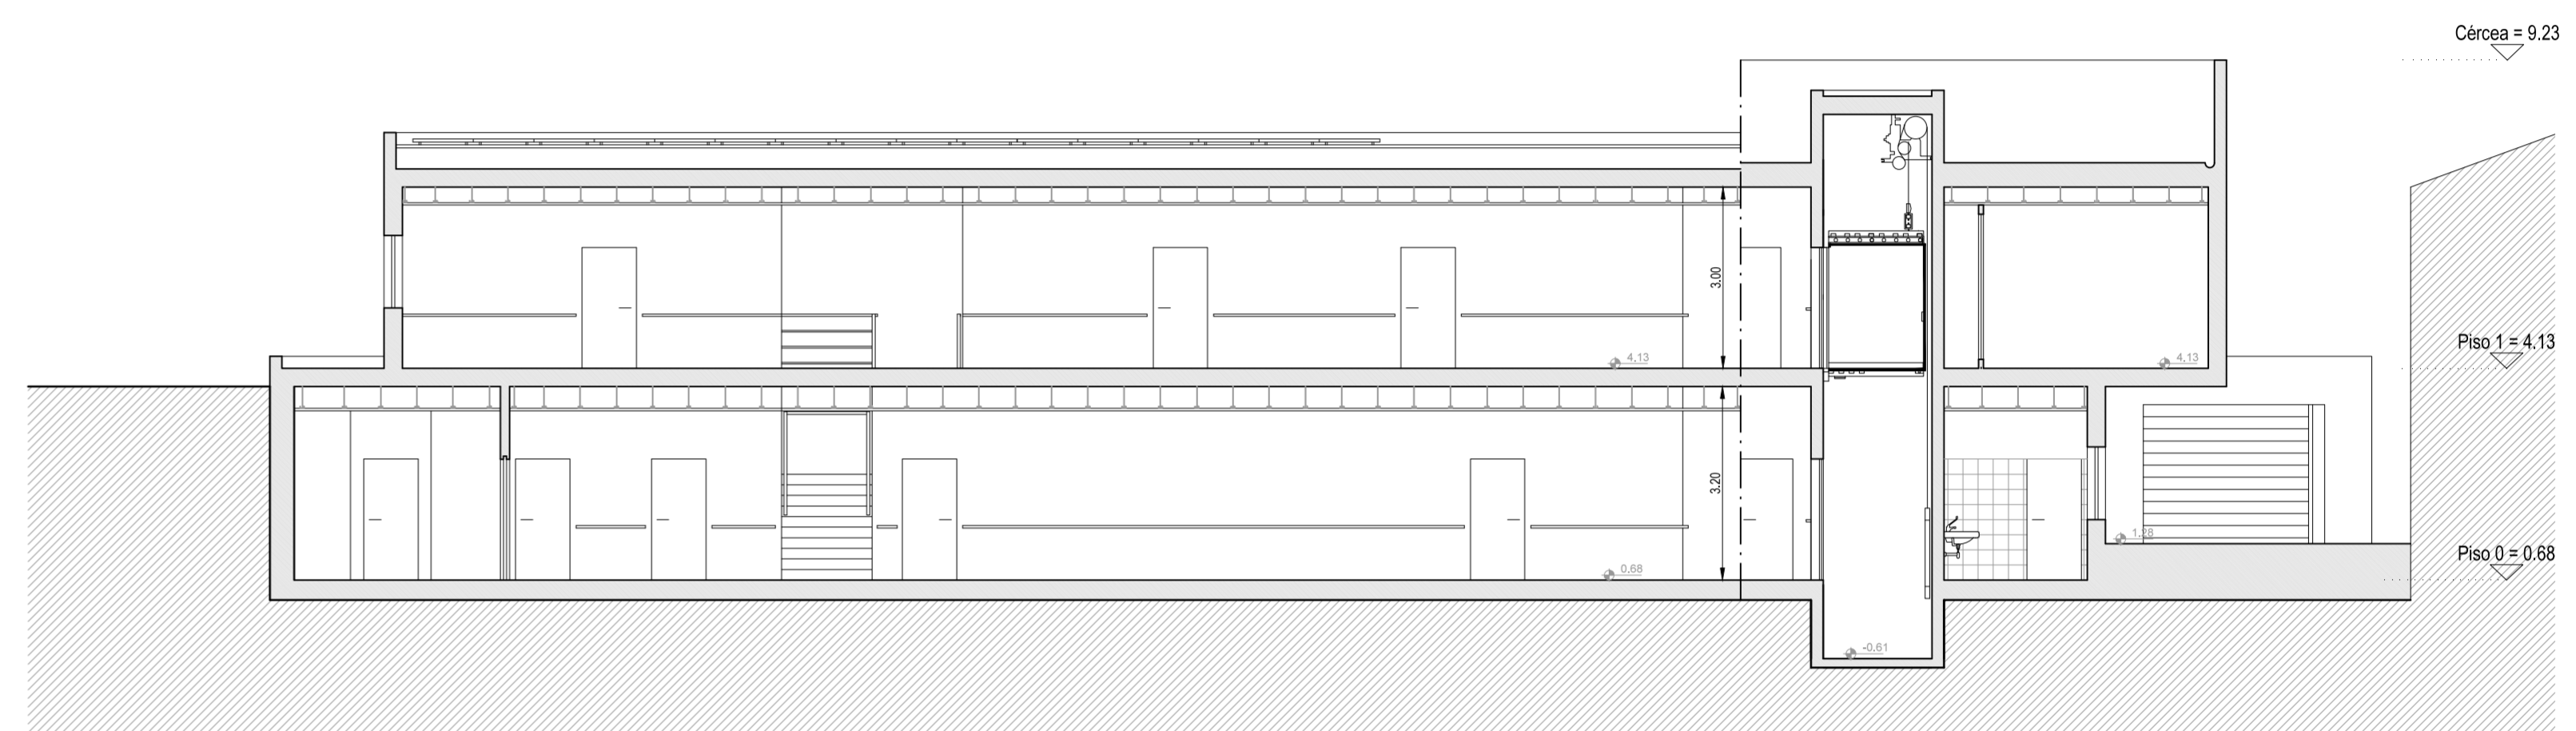 Cércea = 9.23
3.00
Piso 1 = 4.13
4.13
4.13
3.20
1.28
Piso 0 = 0.68
0.68
-0.61